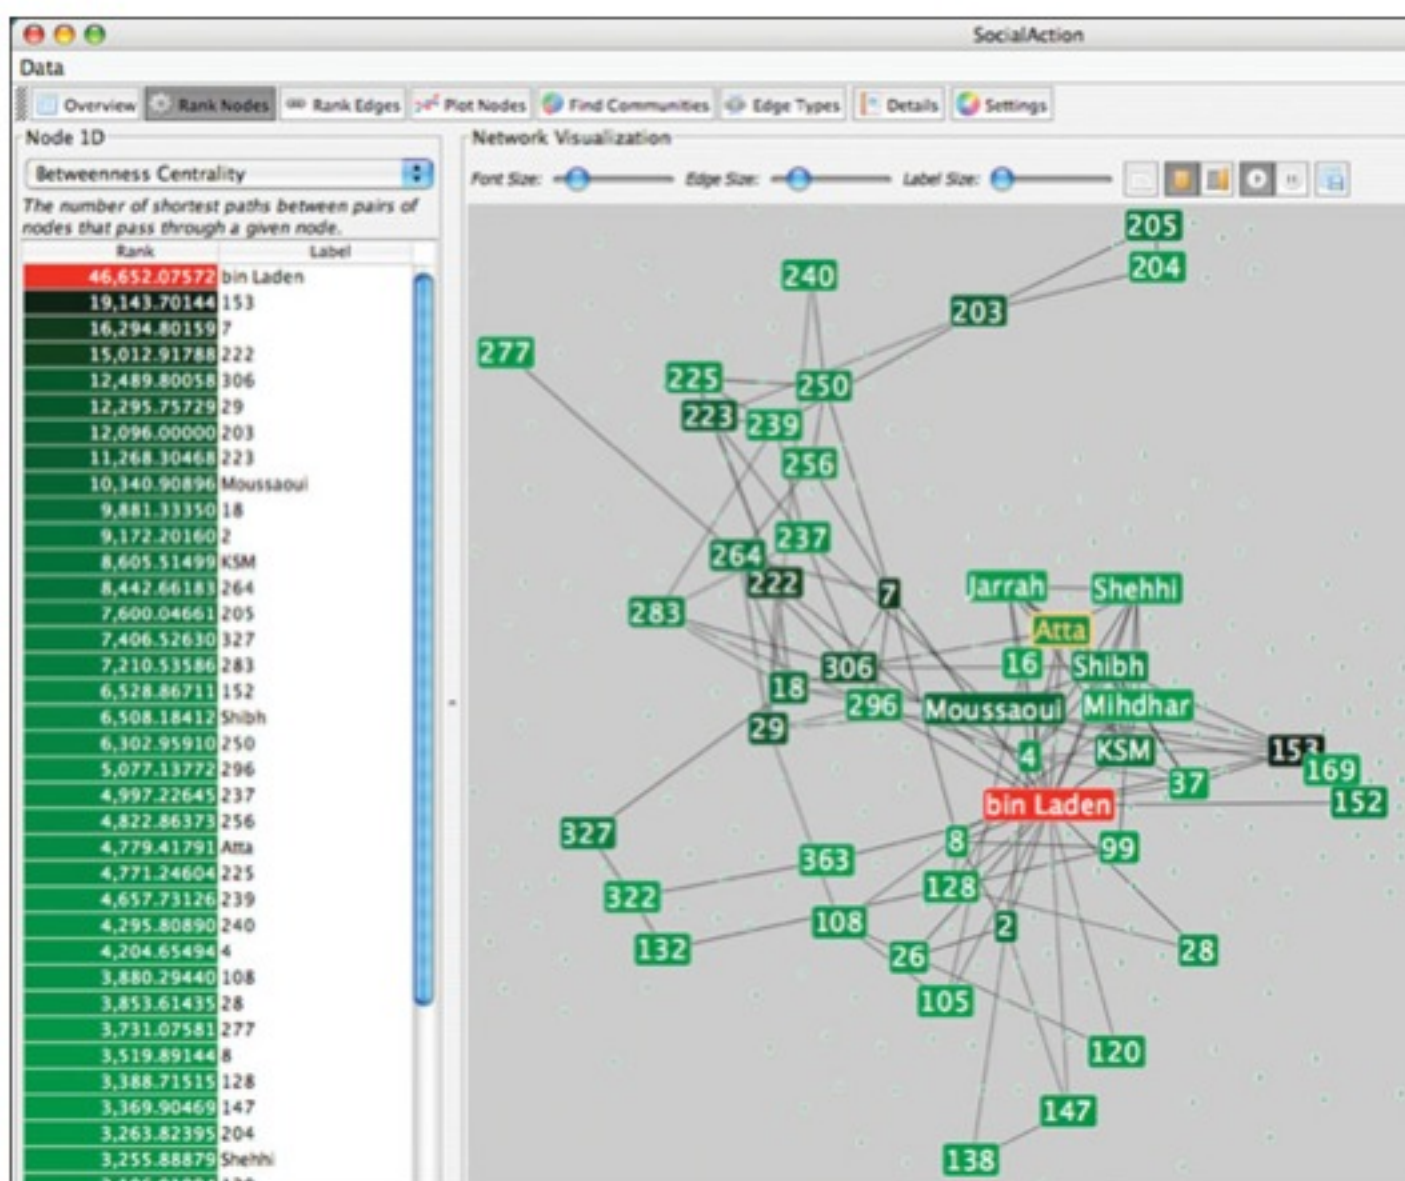 SocialAction
Data
Overview Rank Nodes Rank Edges Plot Nodes Find Communities Edge Types Details Settings
Node 1D
Betweenness Centrality
The number of shortest paths between pairs of
nodes that pass through a given node.
Rank Label
46,652.07572 bin Laden
19,143.70144 153
16,294.80159 7
15,012.91788 222
12,489.80058 306
12,295.75729 29
12,096.00000 203
11,268.30468 223
10,340.90896 Moussaoui
9,881.33350 18
9,172.20160 2
8,605.51499 KSM
8,442.66183 264
7,600.04661 205
7,406.52630 327
7,210.53586 283
6,528.86711 152
6,508.18412 Shibh
6,302.95910 250
5,077.13772 296
4,997.22645 237
4,822.86373 256
4,779.41791 Atta
4,771.24604 225
4,657.73126 239
4,295.80890 240
4,204.65494 4
3,880.29440 108
3,853.61435 28
3,731.07581 277
3,519.89144 8
3,388.71515 128
3,369.90469 147
3,263.82395 204
3,255.88879 Shehhi
Network Visualization
Font Size: Edge Size: Label Size:
205
240 204
203
277
225 250
223 239
256
237
264
222 7 Jarrah Shehhi
283
Atta
306 16 Shibh
18
296 Moussaoui Mihdhar
29
4 KSM 153
169
37
bin Laden 152
327
8 99
363
322 128
108 2
132 26 28
105
120
147
138